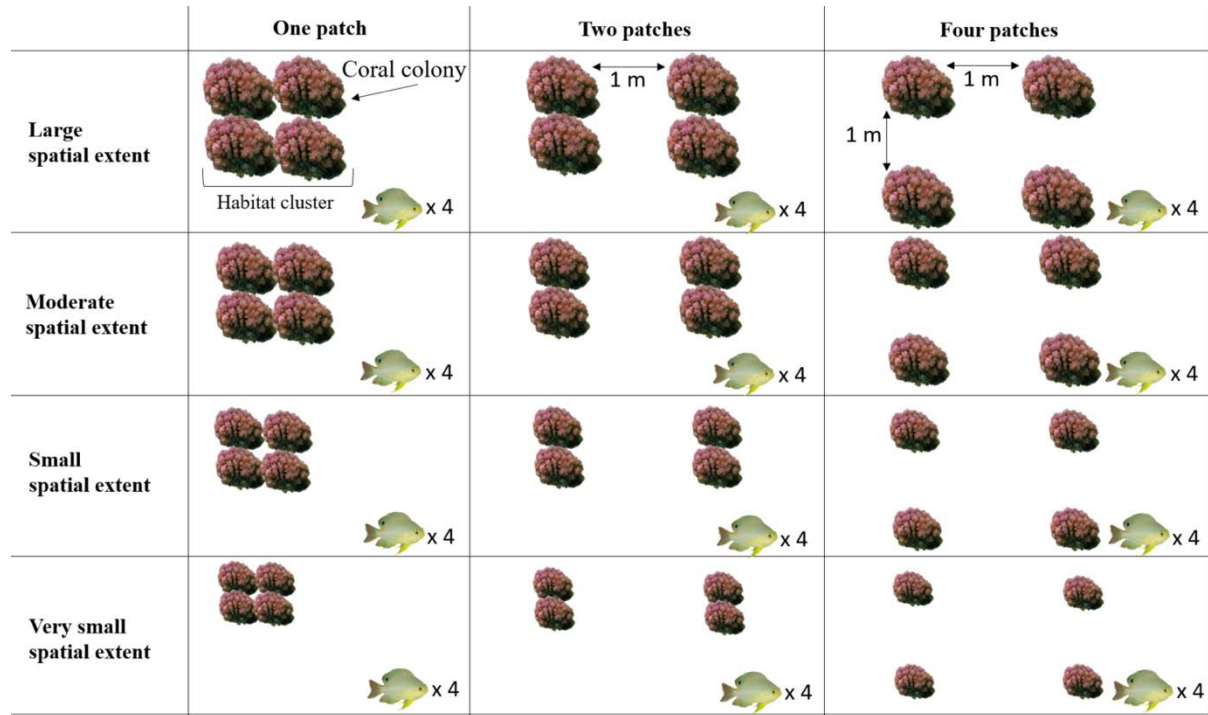 One patch
Two patches
Four patches
Large
spatial extent
Coral colony
Habitat cluster
x 4
1 m
x 4
1 m
1 m
x 4
Moderate
spatial extent
x 4
x 4
x 4
Small
spatial extent
x 4
x 4
x 4
Very small
spatial extent
x 4
x 4
x 4